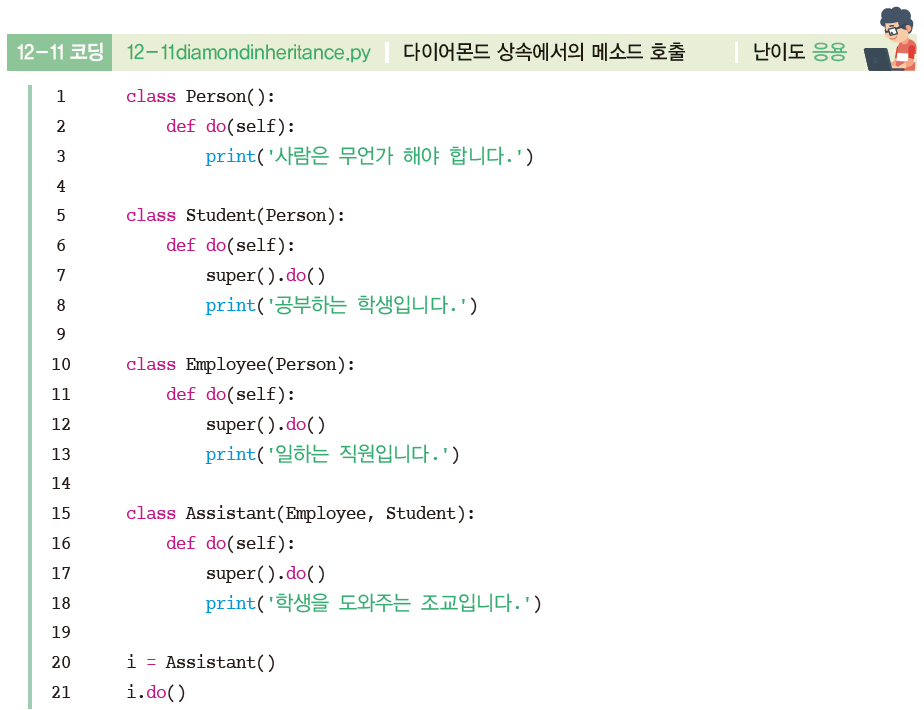 12-11 코딩 12-11diamondinheritance.py 다이어몬드 상속에서의 메소드 호출 난이도 응용
1 class Person():
2     def do(self):
3         print('사람은 무언가 해야 합니다.')
4
5 class Student(Person):
6     def do(self):
7         super().do()
8         print('공부하는 학생입니다.')
9
10 class Employee(Person):
11     def do(self):
12         super().do()
13         print('일하는 직원입니다.')
14
15 class Assistant(Employee, Student):
16     def do(self):
17         super().do()
18         print('학생을 도와주는 조교입니다.')
19
20 i = Assistant()
21 i.do()